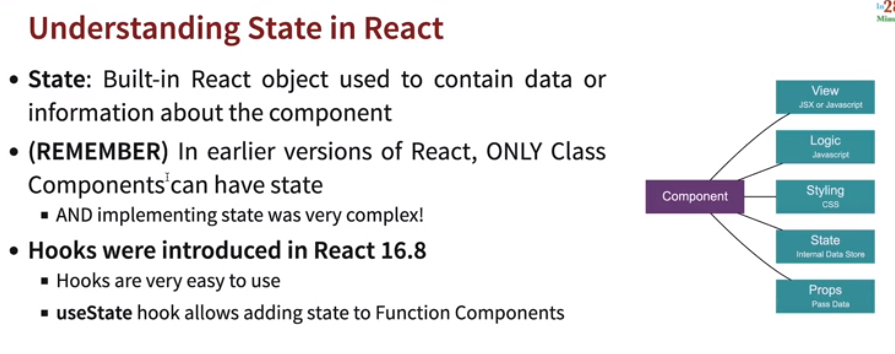 Understanding State in React
• State: Built-in React object used to contain data or
information about the component
• (REMEMBER) In earlier versions of React, ONLY Class
Components can have state
▪ AND implementing state was very complex!
• Hooks were introduced in React 16.8
▪ Hooks are very easy to use
▪ useState hook allows adding state to Function Components
Component
View
JSX or Javascript
Logic
Javascript
Styling
CSS
State
Internal Data Store
Props
Pass Data
In28
Minu